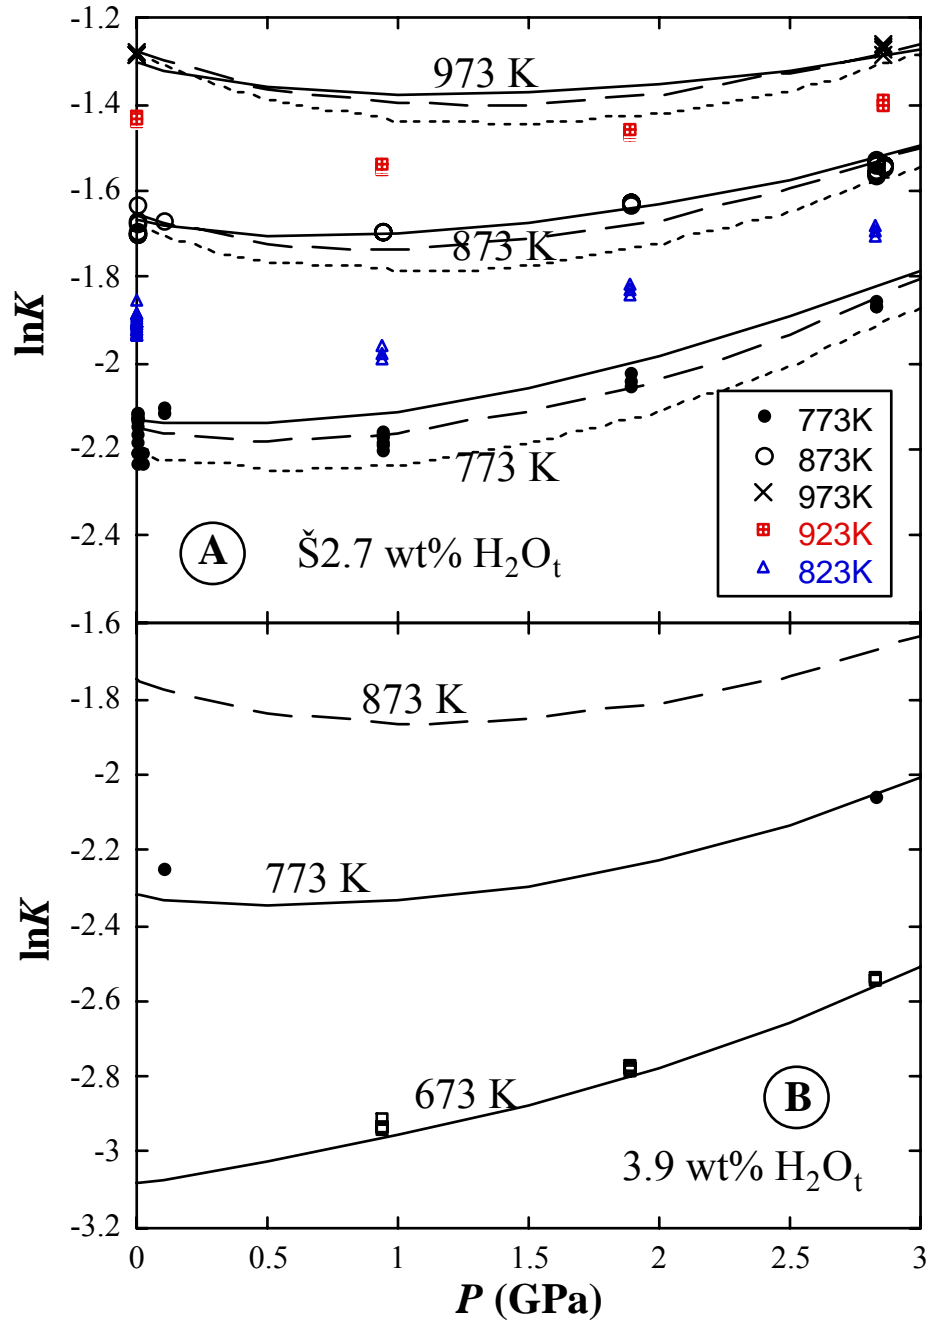 -1.2
-1.4
-1.6
-1.8
-2
-2.2
-2.4
-1.6
lnK
973 K
873 K
773 K
773K
873K
973K
923K
823K
A
Š2.7 wt% H₂Oₜ
-1.8
-2
-2.2
-2.4
-2.6
-2.8
-3
-3.2
lnK
873 K
773 K
673 K
B
3.9 wt% H₂Oₜ
0 0.5 1 1.5 2 2.5 3
P (GPa)